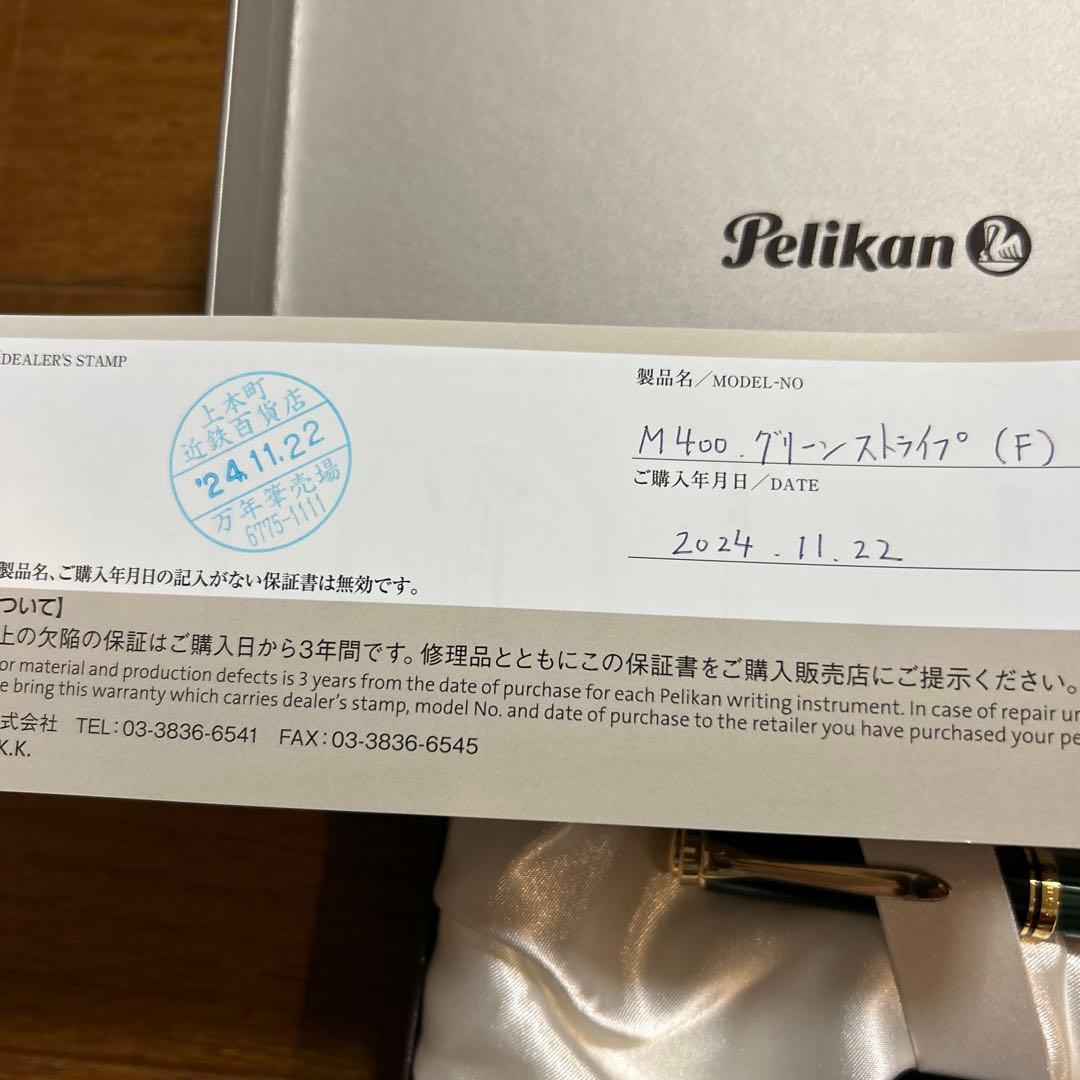 Pelikan
DEALER'S STAMP
上本町
近鉄百貨店
'24.11.22
万年筆売場
6775-1111
製品名／MODEL-NO
M400.グリーンストライプ(F)
ご購入年月日／DATE
2024.11.22
製品名、ご購入年月日の記入がない保証書は無効です。
ついて】
上の欠陥の保証はご購入日から3年間です。修理品とともにこの保証書をご購入販売店にご提示ください。
or material and production defects is 3 years from the date of purchase for each Pelikan writing instrument. In case of repair un
e bring this warranty which carries dealer's stamp, model No. and date of purchase to the retailer you have purchased your pe
式会社 TEL:03-3836-6541 FAX:03-3836-6545
K.K.